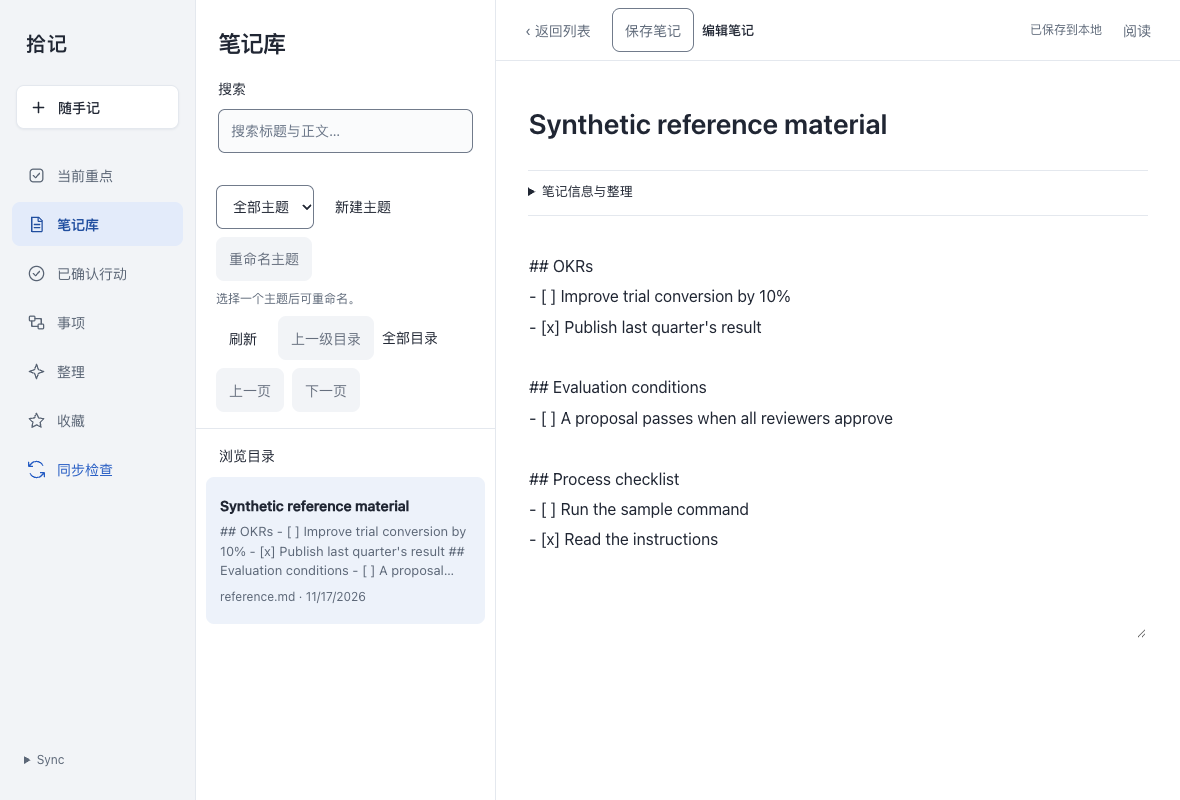 拾记
随手记
当前重点
笔记库
已确认行动
事项
整理
收藏
同步检查
Sync
笔记库
搜索
搜索标题与正文...
全部主题
新建主题
重命名主题
选择一个主题后可重命名。
刷新
上一级目录
全部目录
上一页
下一页
浏览目录
Synthetic reference material
## OKRs - [ ] Improve trial conversion by
10% - [x] Publish last quarter's result ##
Evaluation conditions - [ ] A proposal...
reference.md · 11/17/2026
‹ 返回列表
保存笔记
编辑笔记
已保存到本地
阅读
Synthetic reference material
笔记信息与整理
## OKRs
- [ ] Improve trial conversion by 10%
- [x] Publish last quarter's result
## Evaluation conditions
- [ ] A proposal passes when all reviewers approve
## Process checklist
- [ ] Run the sample command
- [x] Read the instructions